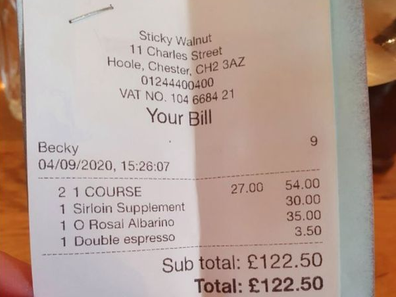 Sticky Walnut
11 Charles Street
Hoole, Chester, CH2 3AZ
01244400400
VAT NO. 104 6684 21
Your Bill
Becky 9
04/09/2020, 15:26:07
2 1 COURSE 27.00 54.00
1 Sirloin Supplement 30.00
1 O Rosal Albarino 35.00
1 Double espresso 3.50
Sub total: £122.50
Total: £122.50